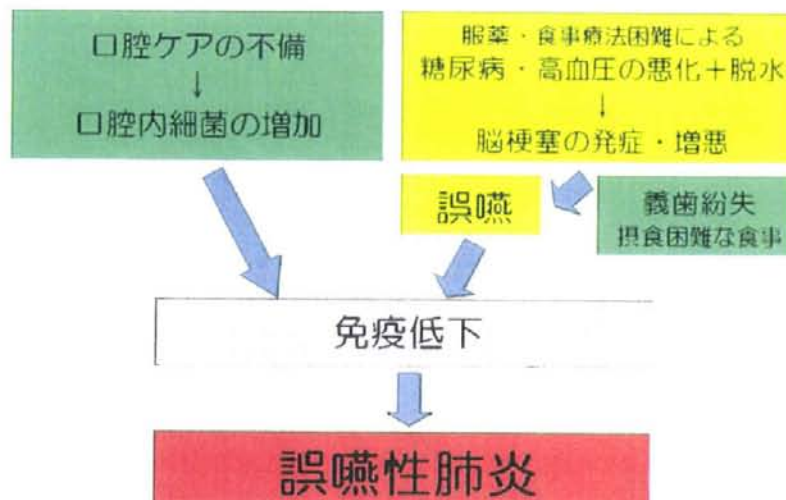 口腔ケアの不備
↓
口腔内細菌の増加
服薬・食事療法困難による
糖尿病・高血圧の悪化＋脱水
↓
脳梗塞の発症・増悪
誤嚥
義歯紛失
摂食困難な食事
免疫低下
誤嚥性肺炎